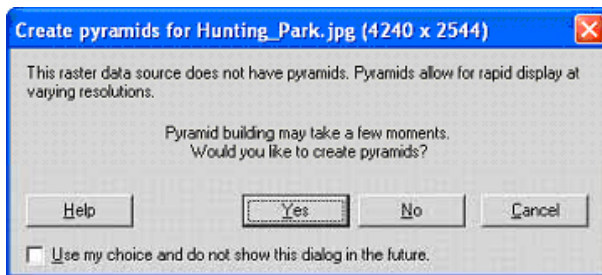 Create pyramids for Hunting_Park.jpg (4240 x 2544)
This raster data source does not have pyramids. Pyramids allow for rapid display at
varying resolutions.
Pyramid building may take a few moments.
Would you like to create pyramids?
Help Yes No Cancel
Use my choice and do not show this dialog in the future.